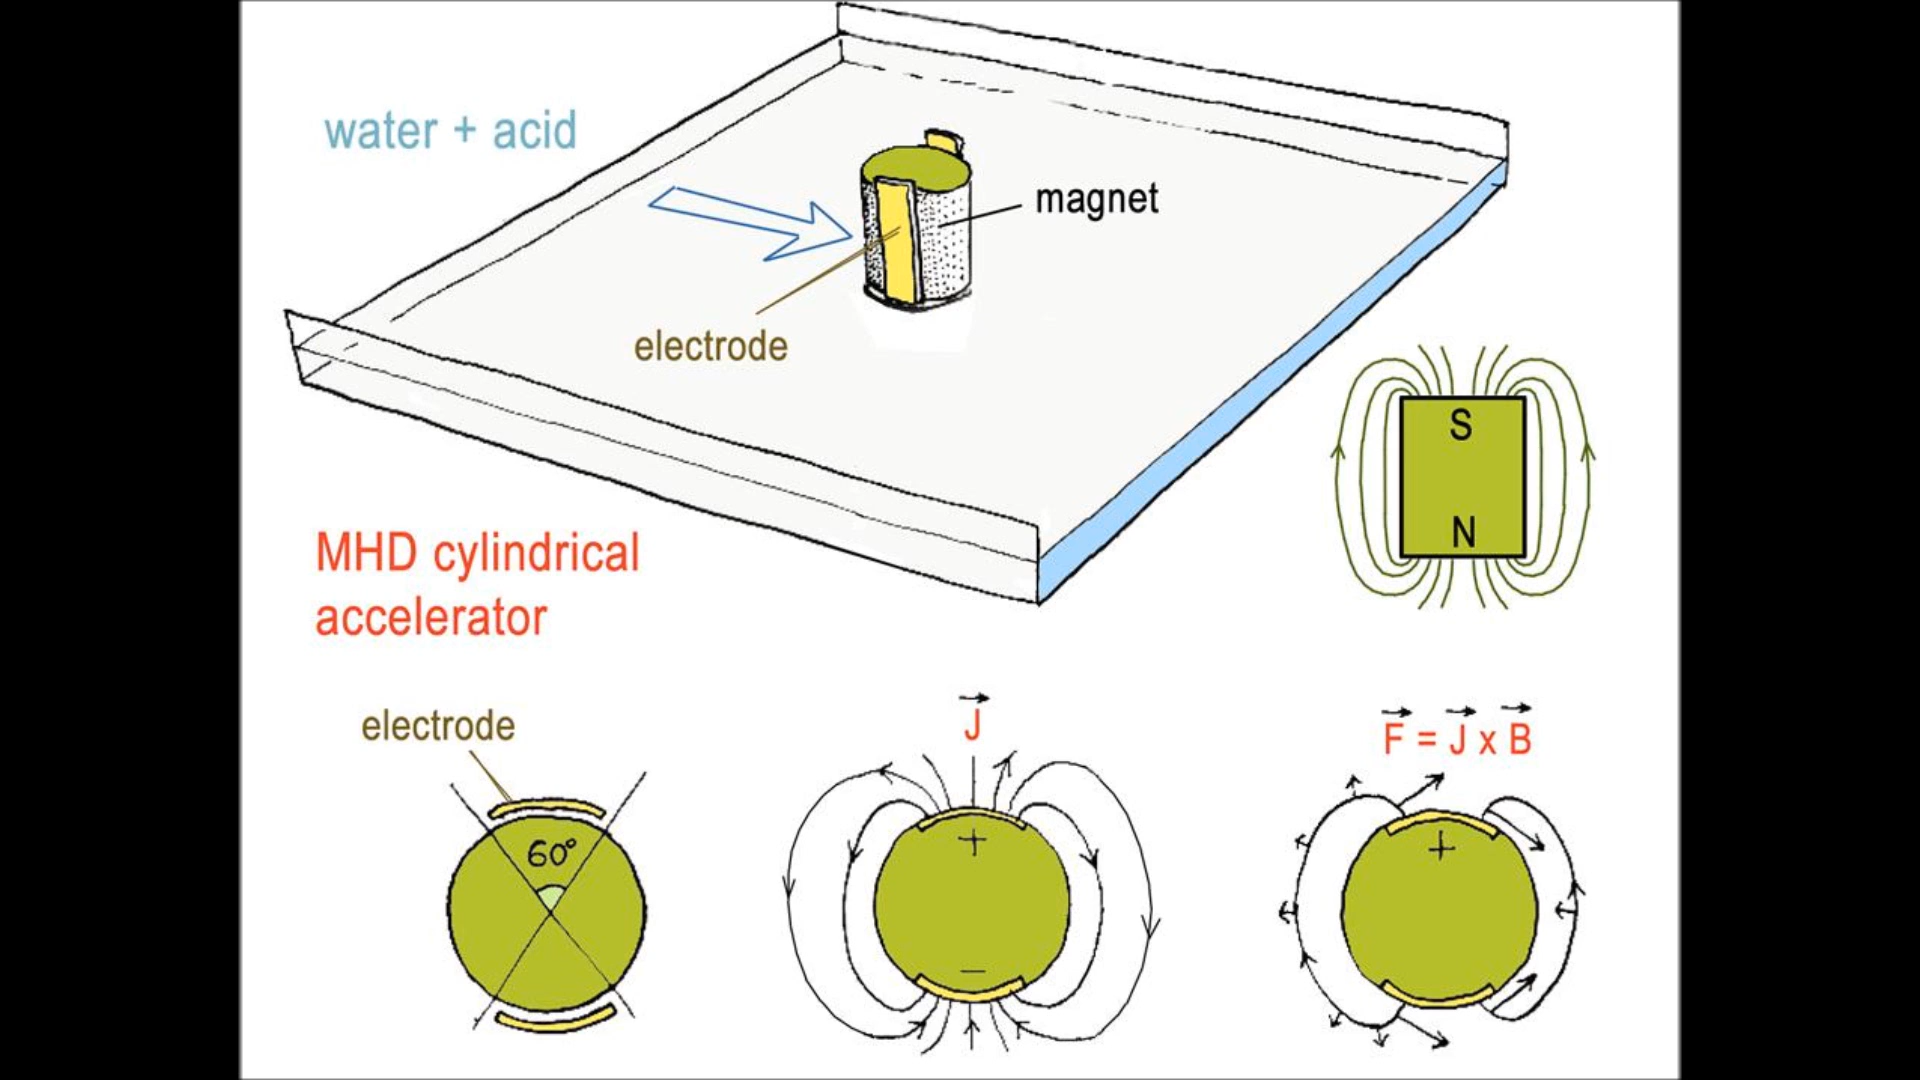 water + acid
magnet
electrode
S
N
MHD cylindrical
accelerator
electrode
60°
J
+
−
F = J x B
+